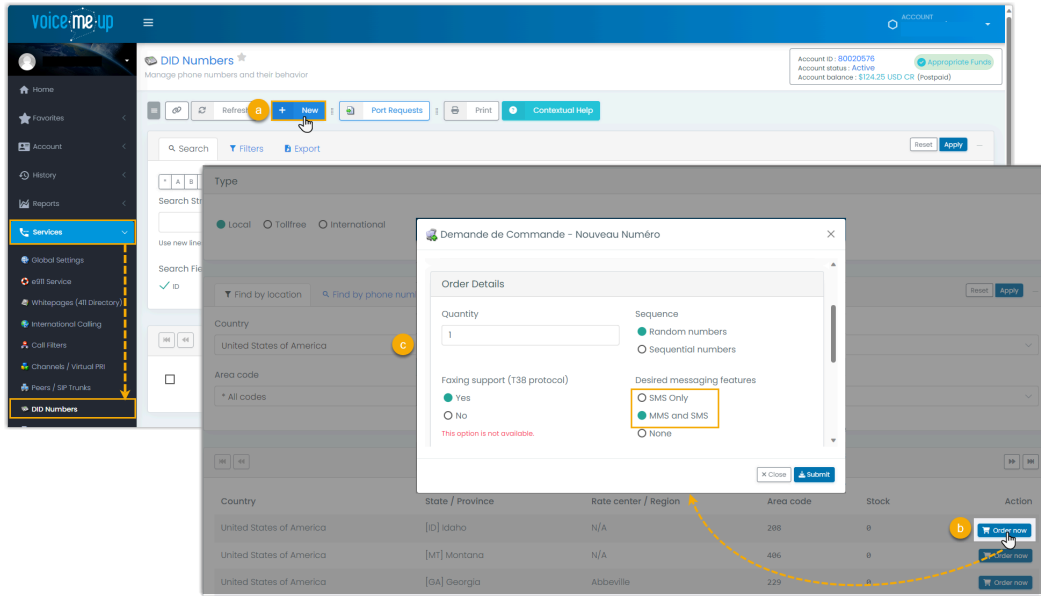 voice·me·up
ACCOUNT
DID Numbers
Manage phone numbers and their behavior
Account ID : 80020576
Account status : Active
Account balance : $124.25 USD CR (Postpaid)
Appropriate Funds
Home
Favorites
Account
History
Reports
Services
Global Settings
e911 Service
Whitepages (411 Directory)
International Calling
Call Filters
Channels / Virtual PRI
Peers / SIP Trunks
DID Numbers
Refresh
a
+ New
Port Requests
Print
Contextual Help
Search
Filters
Export
Reset
Apply
* A B
Search Str
Use new line
Search Fie
ID
Type
Local
Tollfree
International
Find by location
Find by phone num
Reset
Apply
Country
United States of America
Area code
* All codes
c
Demande de Commande - Nouveau Numéro
Order Details
Quantity
1
Sequence
Random numbers
Sequential numbers
Faxing support (T38 protocol)
Yes
No
This option is not available.
Desired messaging features
SMS Only
MMS and SMS
None
× Close
Submit
Country State / Province Rate center / Region Area code Stock Action
United States of America [ID] Idaho N/A 208 0 Order now
b
United States of America [MT] Montana N/A 406 0 Order now
United States of America [GA] Georgia Abbeville 229 0 Order now